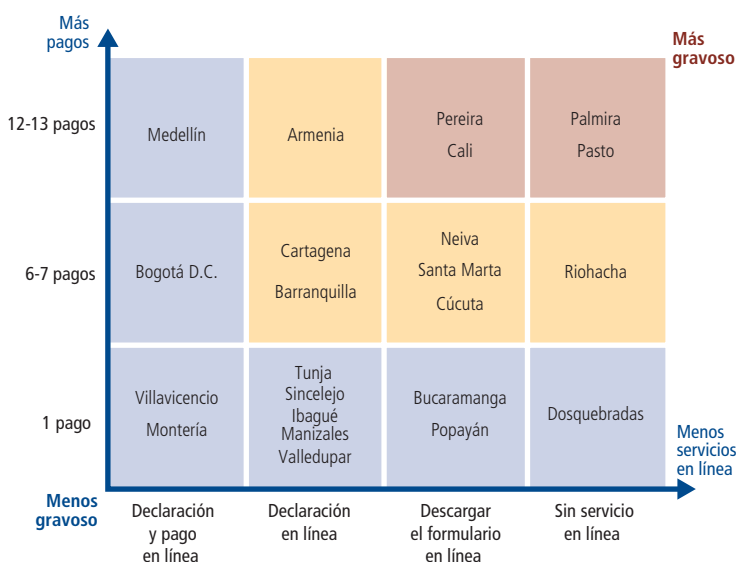 Más
pagos
Más
gravoso
12-13 pagos
Medellín
Armenia
Pereira
Cali
Palmira
Pasto
6-7 pagos
Bogotá D.C.
Cartagena
Barranquilla
Neiva
Santa Marta
Cúcuta
Riohacha
1 pago
Villavicencio
Montería
Tunja
Sincelejo
Ibagué
Manizales
Valledupar
Bucaramanga
Popayán
Dosquebradas
Menos
servicios
en línea
Menos
gravoso
Declaración
y pago
en línea
Declaración
en línea
Descargar
el formulario
en línea
Sin servicio
en línea